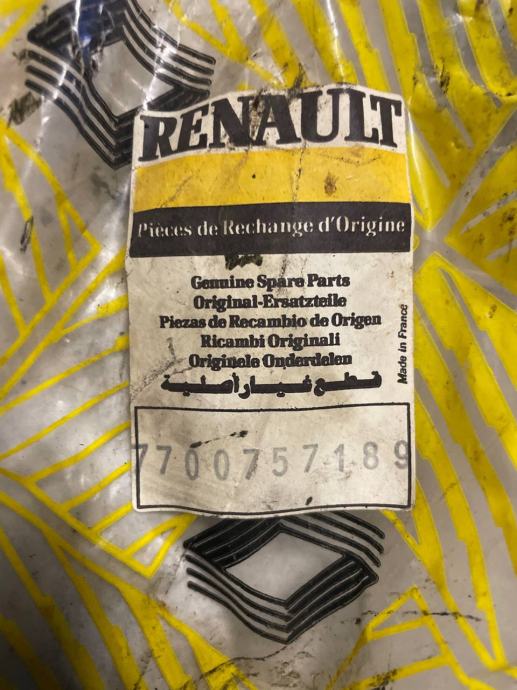 RENAULT
Pièces de Rechange d'Origine
Genuine Spare Parts
Original-Ersatzteile
Piezas de Recambio de Origen
Ricambi Originali
Originele Onderdelen
قطع غيار أصلية
Made in France
7700757189